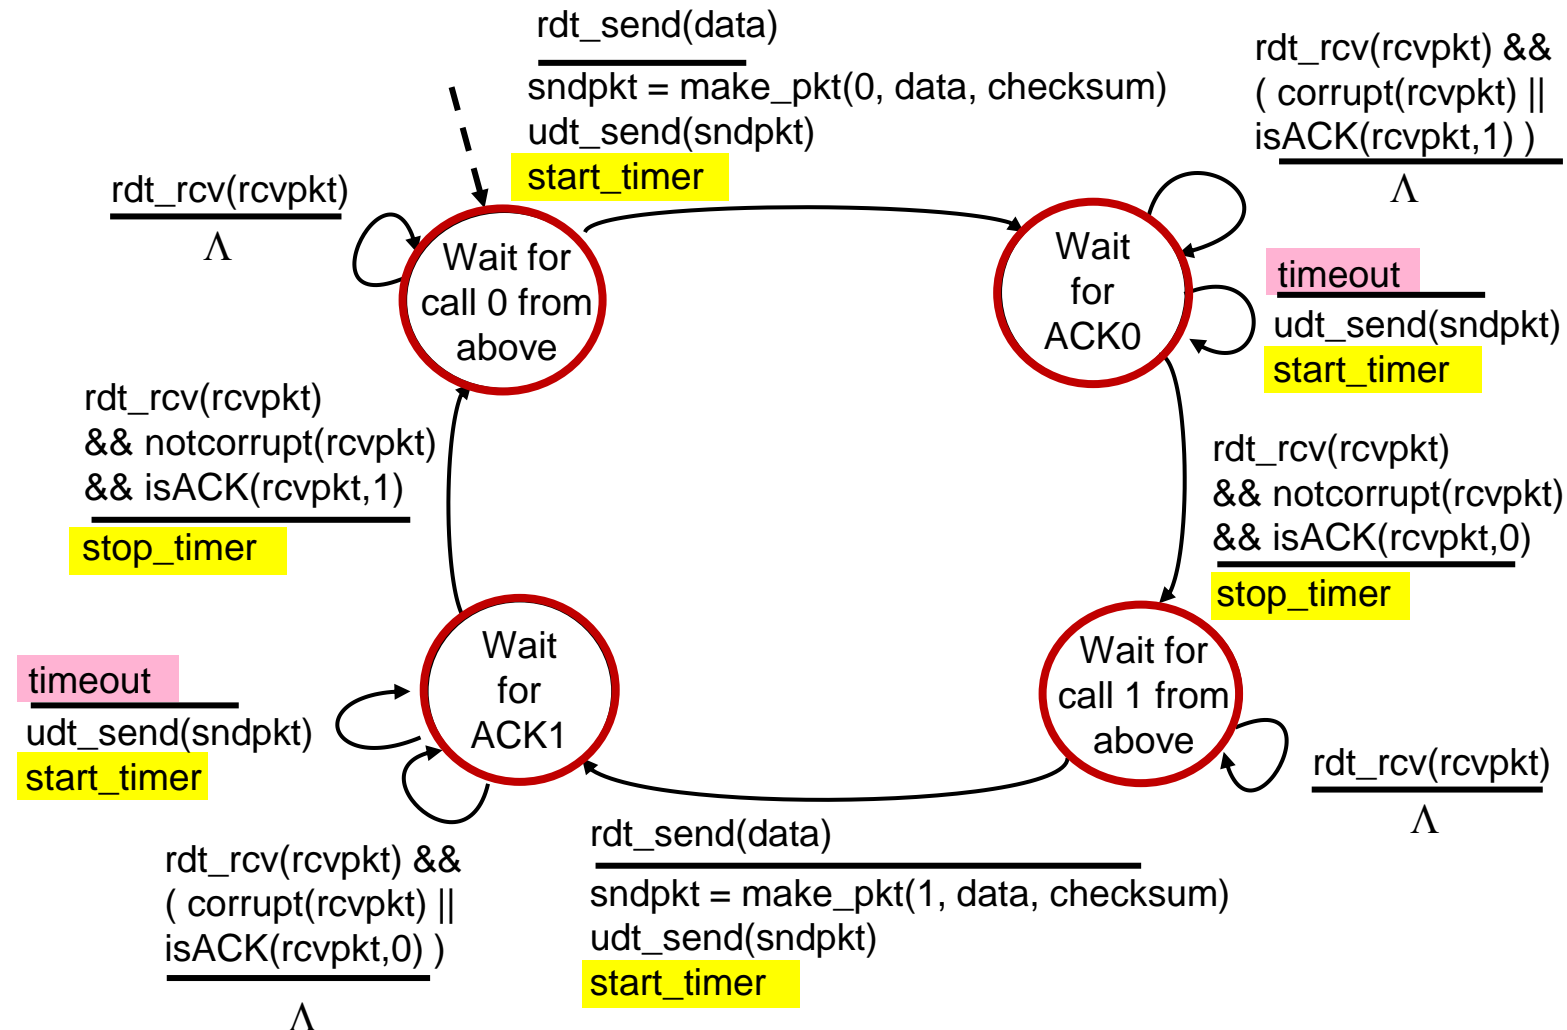 rdt_send(data)
sndpkt = make_pkt(0, data, checksum)
udt_send(sndpkt)
start_timer
rdt_rcv(rcvpkt) &&
( corrupt(rcvpkt) ||
isACK(rcvpkt,1) )
Λ
rdt_rcv(rcvpkt)
Λ
Wait for
call 0 from
above
Wait
for
ACK0
timeout
udt_send(sndpkt)
start_timer
rdt_rcv(rcvpkt)
&& notcorrupt(rcvpkt)
&& isACK(rcvpkt,1)
stop_timer
rdt_rcv(rcvpkt)
&& notcorrupt(rcvpkt)
&& isACK(rcvpkt,0)
stop_timer
Wait
for
ACK1
Wait for
call 1 from
above
timeout
udt_send(sndpkt)
start_timer
rdt_rcv(rcvpkt)
Λ
rdt_rcv(rcvpkt) &&
( corrupt(rcvpkt) ||
isACK(rcvpkt,0) )
Λ
rdt_send(data)
sndpkt = make_pkt(1, data, checksum)
udt_send(sndpkt)
start_timer